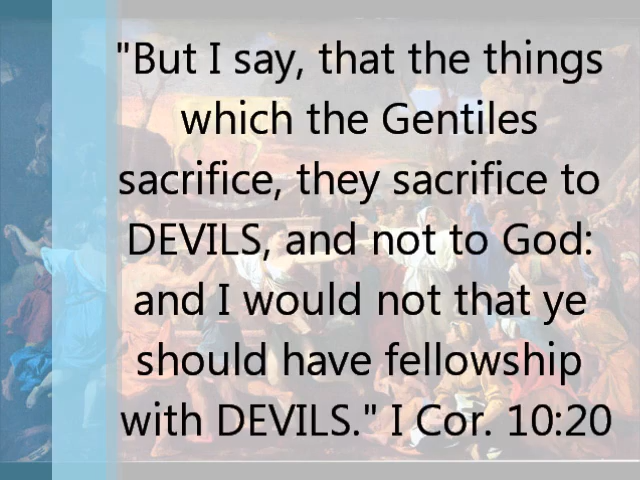 "But I say, that the things
which the Gentiles
sacrifice, they sacrifice to
DEVILS, and not to God:
and I would not that ye
should have fellowship
with DEVILS." I Cor. 10:20